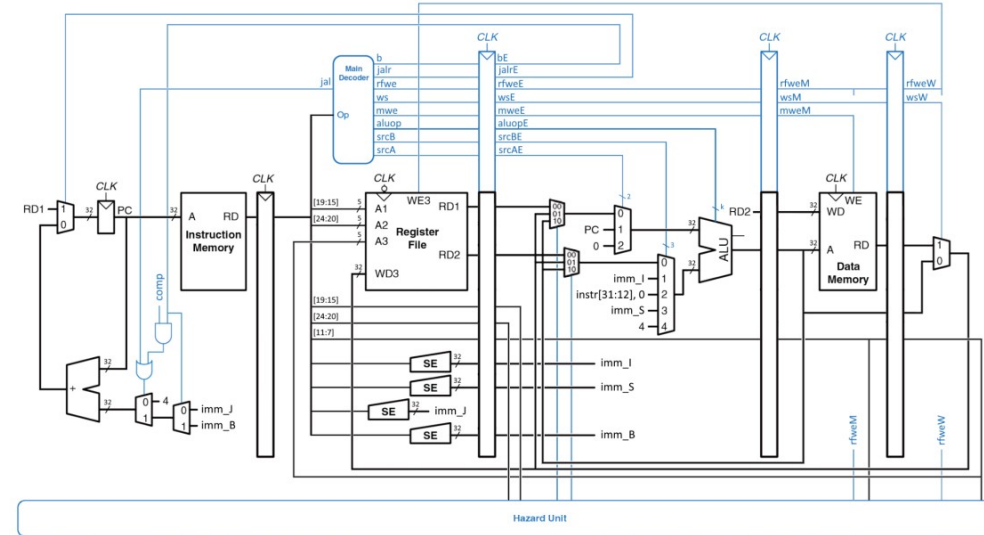 CLK
CLK
CLK
b
bE
Main
Decoder
jal
jalr
jalrE
rfwe
rfweE
rfweM
rfweW
ws
wsE
wsM
wsW
Op
mwe
mweE
mweM
aluop
aluopE
srcB
srcBE
srcA
srcAE
CLK
CLK
CLK
2
k
3
RD1
1
0
32
PC
32
A
RD
Instruction
Memory
[19:15]
[24:20]
5
5
5
A1
A2
A3
WE3
RD1
Register
File
RD2
32
WD3
00
01
10
00
01
10
0
PC
1
0
2
0
imm_I
1
instr[31:12], 0
2
imm_S
3
4
4
32
32
ALU
RD2
32
32
WE
WD
A
RD
Data
Memory
32
1
0
comp
[19:15]
[24:20]
[11:7]
SE
32
imm_I
SE
32
imm_S
SE
32
imm_J
SE
32
imm_B
+
32
32
0
4
1
0
imm_J
1
imm_B
rfweM
rfweW
Hazard Unit